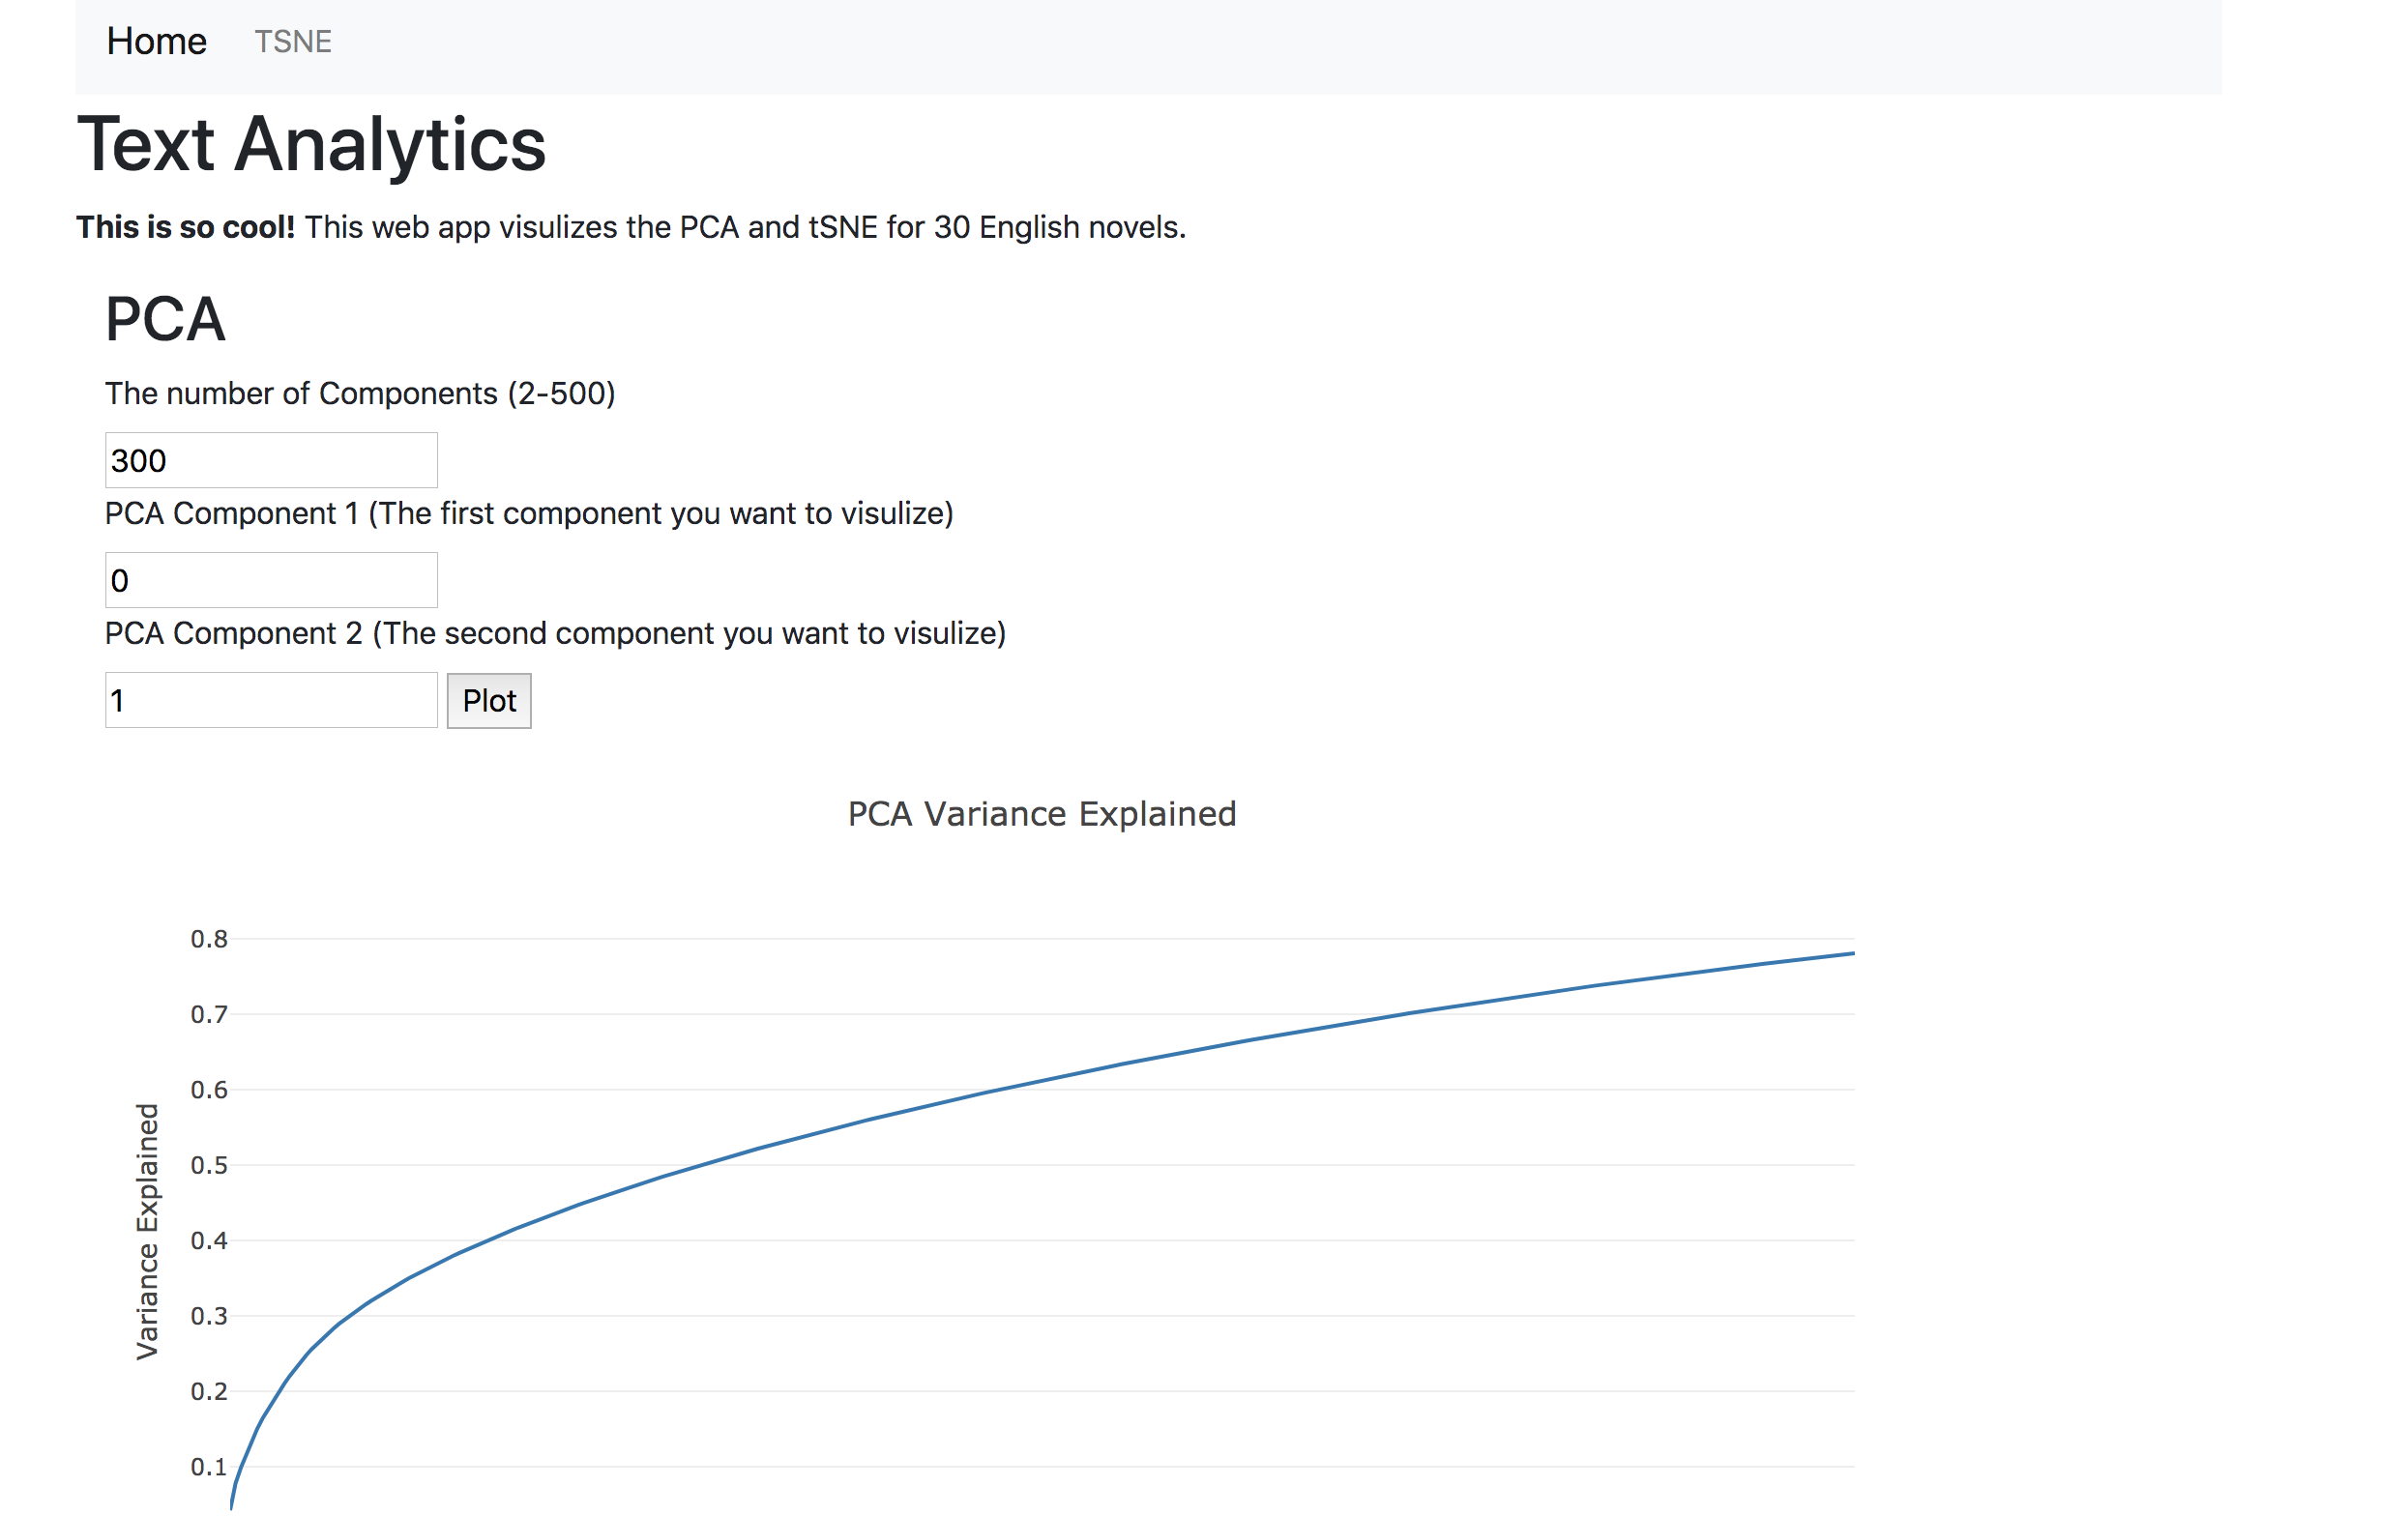 Home TSNE
Text Analytics
This is so cool! This web app visulizes the PCA and tSNE for 30 English novels.
PCA
The number of Components (2-500)
300
PCA Component 1 (The first component you want to visulize)
0
PCA Component 2 (The second component you want to visulize)
1 Plot
PCA Variance Explained
0.8
0.7
0.6
0.5
0.4
0.3
0.2
0.1
Variance Explained